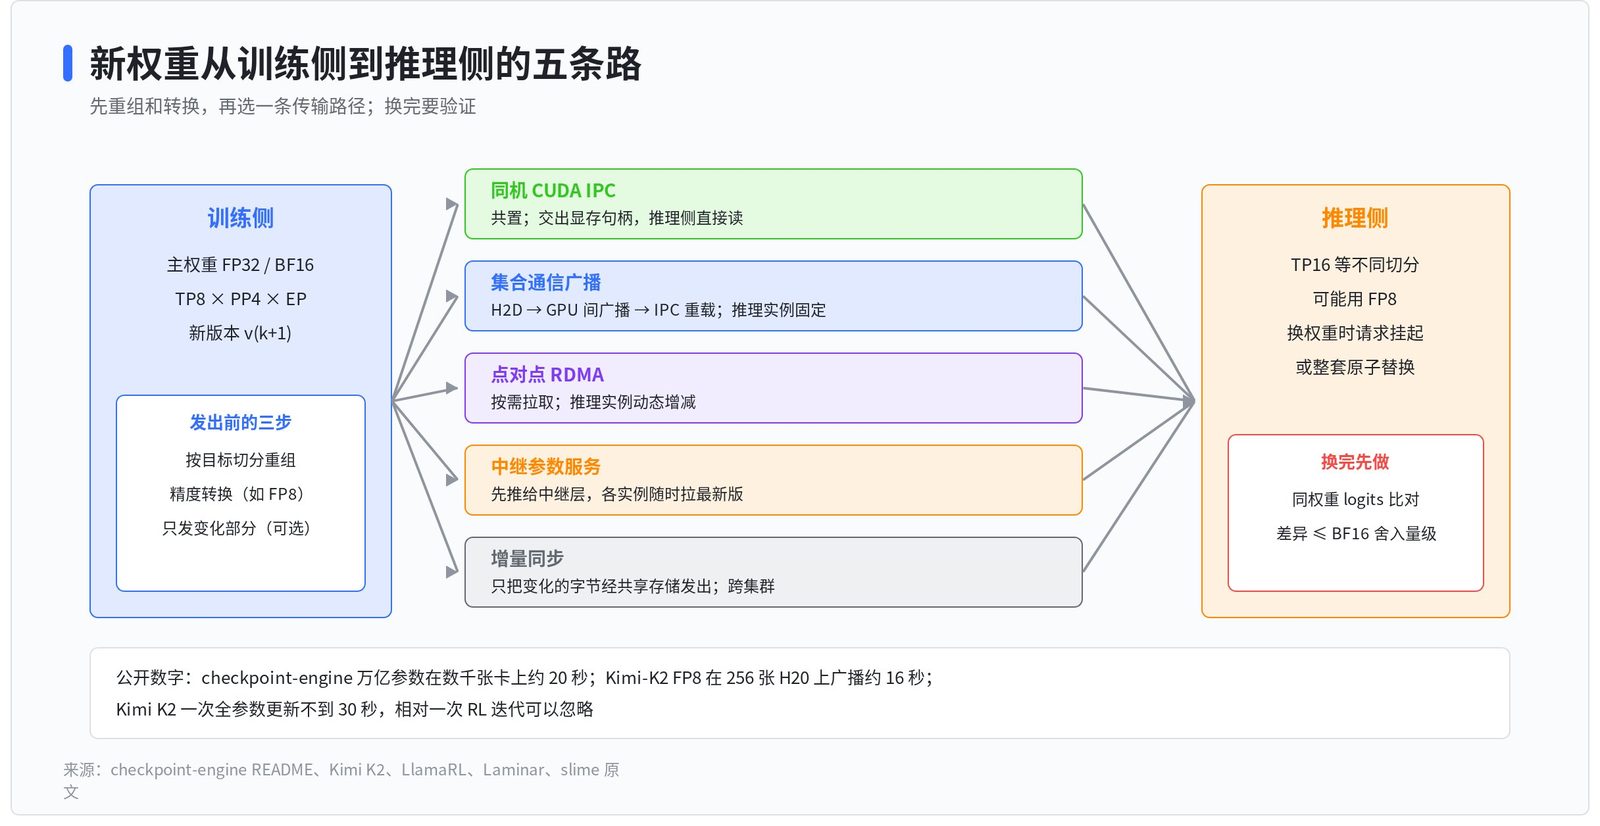 新权重从训练侧到推理侧的五条路
先重组和转换，再选一条传输路径；换完要验证
训练侧
主权重 FP32 / BF16
TP8 × PP4 × EP
新版本 v(k+1)
发出前的三步
按目标切分重组
精度转换（如 FP8）
只发变化部分（可选）
同机 CUDA IPC
共置；交出显存句柄，推理侧直接读
集合通信广播
H2D → GPU 间广播 → IPC 重载；推理实例固定
点对点 RDMA
按需拉取；推理实例动态增减
中继参数服务
先推给中继层，各实例随时拉最新版
增量同步
只把变化的字节经共享存储发出；跨集群
推理侧
TP16 等不同切分
可能用 FP8
换权重时请求挂起
或整套原子替换
换完先做
同权重 logits 比对
差异 ≤ BF16 舍入量级
公开数字：checkpoint-engine 万亿参数在数千张卡上约 20 秒；Kimi-K2 FP8 在 256 张 H20 上广播约 16 秒；
Kimi K2 一次全参数更新不到 30 秒，相对一次 RL 迭代可以忽略
来源：checkpoint-engine README、Kimi K2、LlamaRL、Laminar、slime 原
文